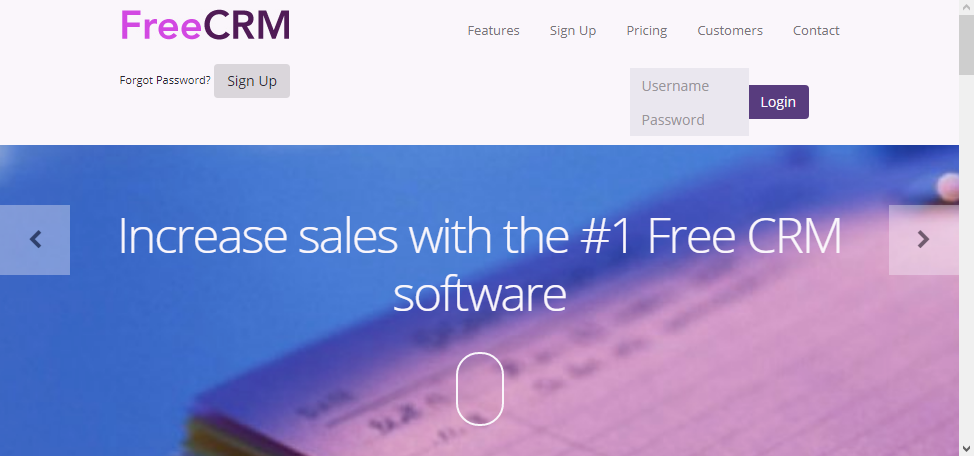 FreeCRM
Features Sign Up Pricing Customers Contact
Forgot Password? Sign Up
Username
Password
Login
Increase sales with the #1 Free CRM
software